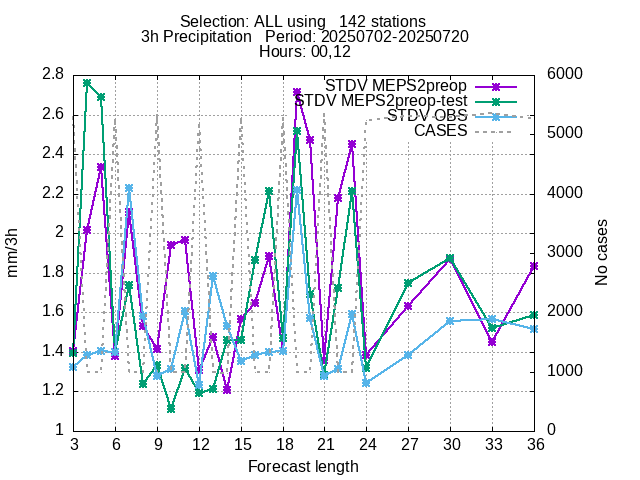 Selection: ALL using   142 stations
3h Precipitation   Period: 20250702-20250720
Hours: 00,12
STDV MEPS2preop
STDV MEPS2preop-test
STDV OBS
CASES
2.8
2.6
2.4
2.2
2
1.8
1.6
1.4
1.2
1
6000
5000
4000
3000
2000
1000
0
mm/3h
No cases
3 6 9 12 15 18 21 24 27 30 33 36
Forecast length